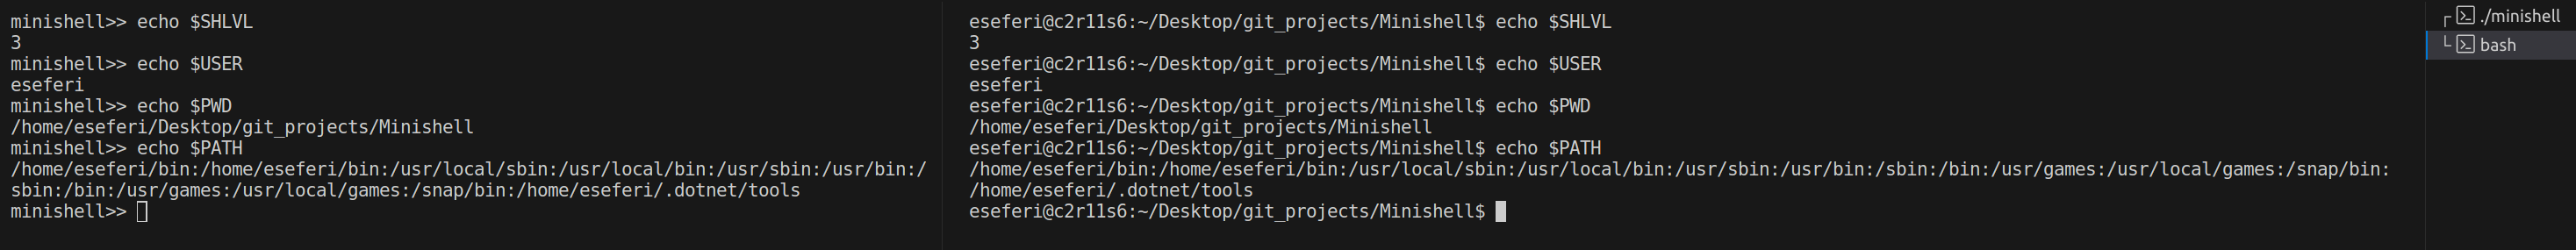 minishell>> echo $SHLVL
3
minishell>> echo $USER
eseferi
minishell>> echo $PWD
/home/eseferi/Desktop/git_projects/Minishell
minishell>> echo $PATH
/home/eseferi/bin:/home/eseferi/bin:/usr/local/sbin:/usr/local/bin:/usr/sbin:/usr/bin:/
sbin:/bin:/usr/games:/usr/local/games:/snap/bin:/home/eseferi/.dotnet/tools
minishell>>
eseferi@c2r11s6:~/Desktop/git_projects/Minishell$ echo $SHLVL
3
eseferi@c2r11s6:~/Desktop/git_projects/Minishell$ echo $USER
eseferi
eseferi@c2r11s6:~/Desktop/git_projects/Minishell$ echo $PWD
/home/eseferi/Desktop/git_projects/Minishell
eseferi@c2r11s6:~/Desktop/git_projects/Minishell$ echo $PATH
/home/eseferi/bin:/home/eseferi/bin:/usr/local/sbin:/usr/local/bin:/usr/sbin:/usr/bin:/sbin:/bin:/usr/games:/usr/local/games:/snap/bin:
/home/eseferi/.dotnet/tools
eseferi@c2r11s6:~/Desktop/git_projects/Minishell$
./minishell
bash